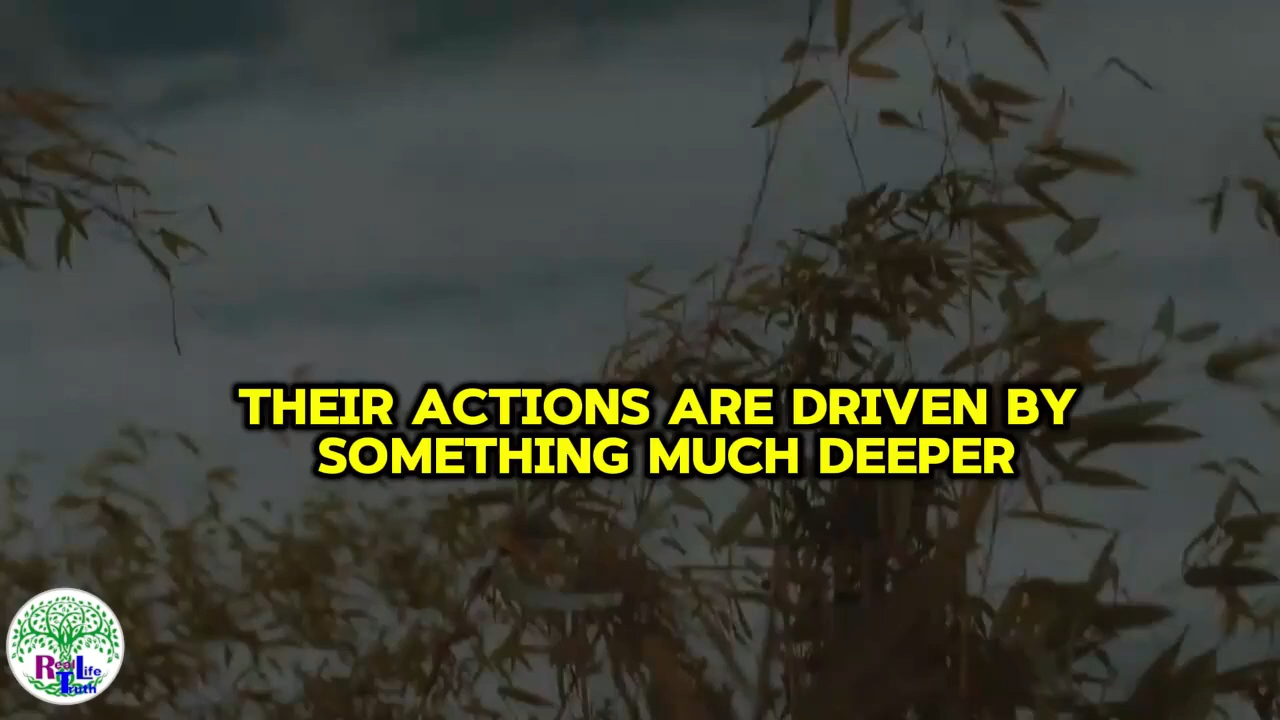 THEIR ACTIONS ARE DRIVEN BY
SOMETHING MUCH DEEPER
Real
Life
Truth